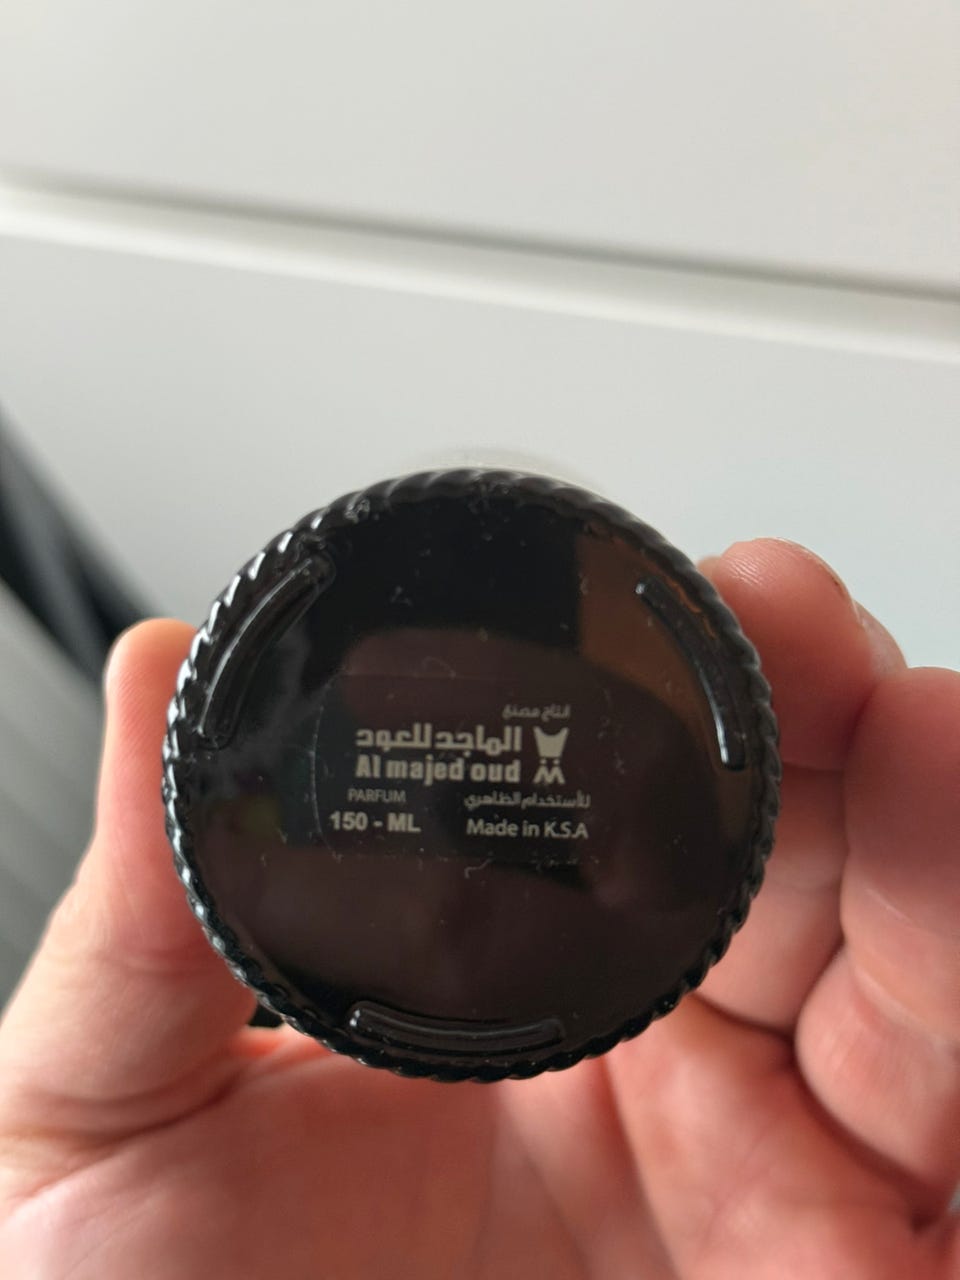 انتاج مصنع
الماجد للعود
Al majed oud
للأستخدام الظاهري
PARFUM
150 - ML
Made in K.S.A